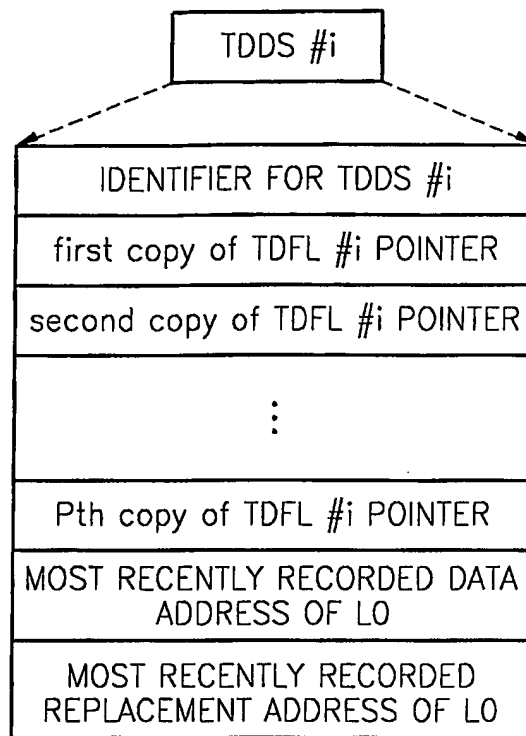 TDDS #i
IDENTIFIER FOR TDDS #i
first copy of TDFL #i POINTER
second copy of TDFL #i POINTER
⋮
Pth copy of TDFL #i POINTER
MOST RECENTLY RECORDED DATA
ADDRESS OF L0
MOST RECENTLY RECORDED
REPLACEMENT ADDRESS OF L0